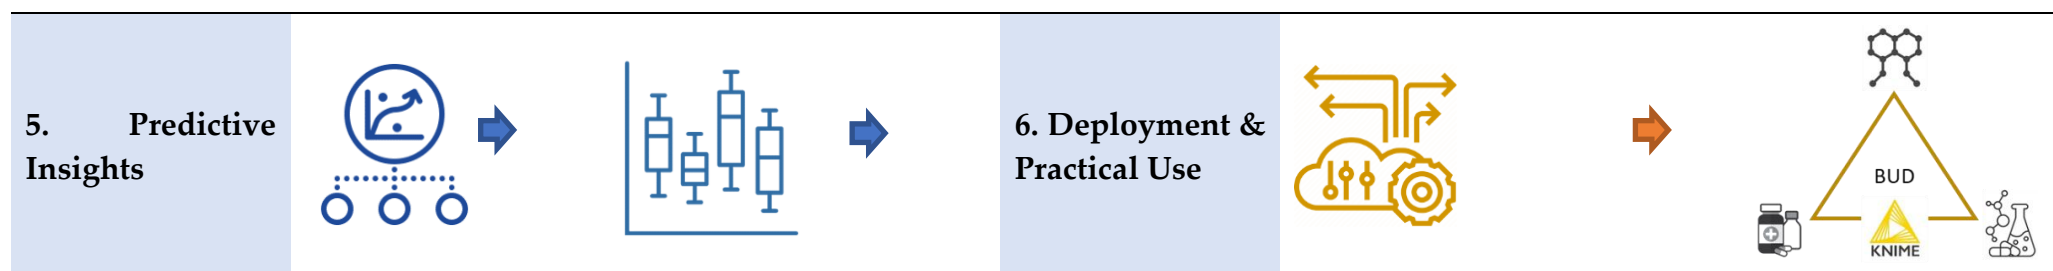 5. Predictive
Insights
6. Deployment &
Practical Use
BUD
KNIME